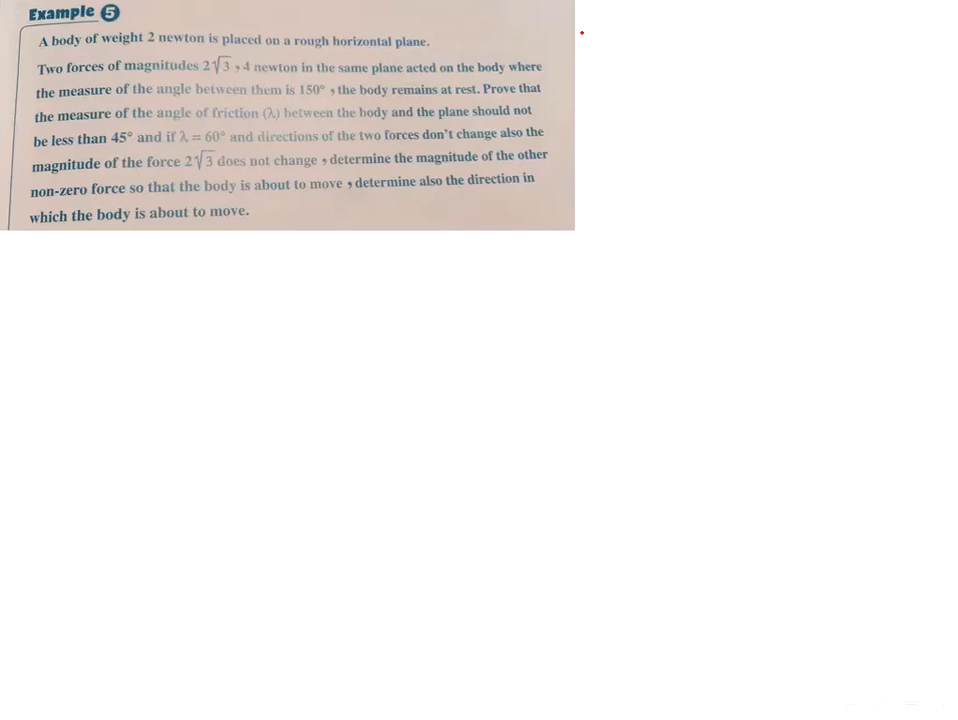 Example 5
A body of weight 2 newton is placed on a rough horizontal plane.
Two forces of magnitudes 2√3 , 4 newton in the same plane acted on the body where
the measure of the angle between them is 150° , the body remains at rest. Prove that
the measure of the angle of friction (λ) between the body and the plane should not
be less than 45° and if λ = 60° and directions of the two forces don't change also the
magnitude of the force 2√3 does not change , determine the magnitude of the other
non-zero force so that the body is about to move , determine also the direction in
which the body is about to move.